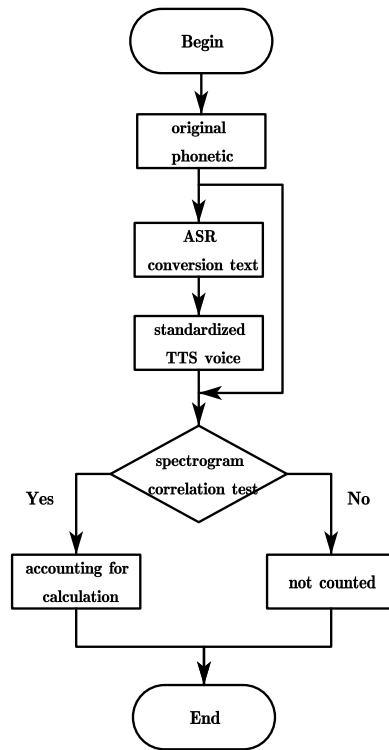 Begin
original
phonetic
ASR
conversion text
standardized
TTS voice
spectrogram
correlation test
Yes
No
accounting for
calculation
not counted
End